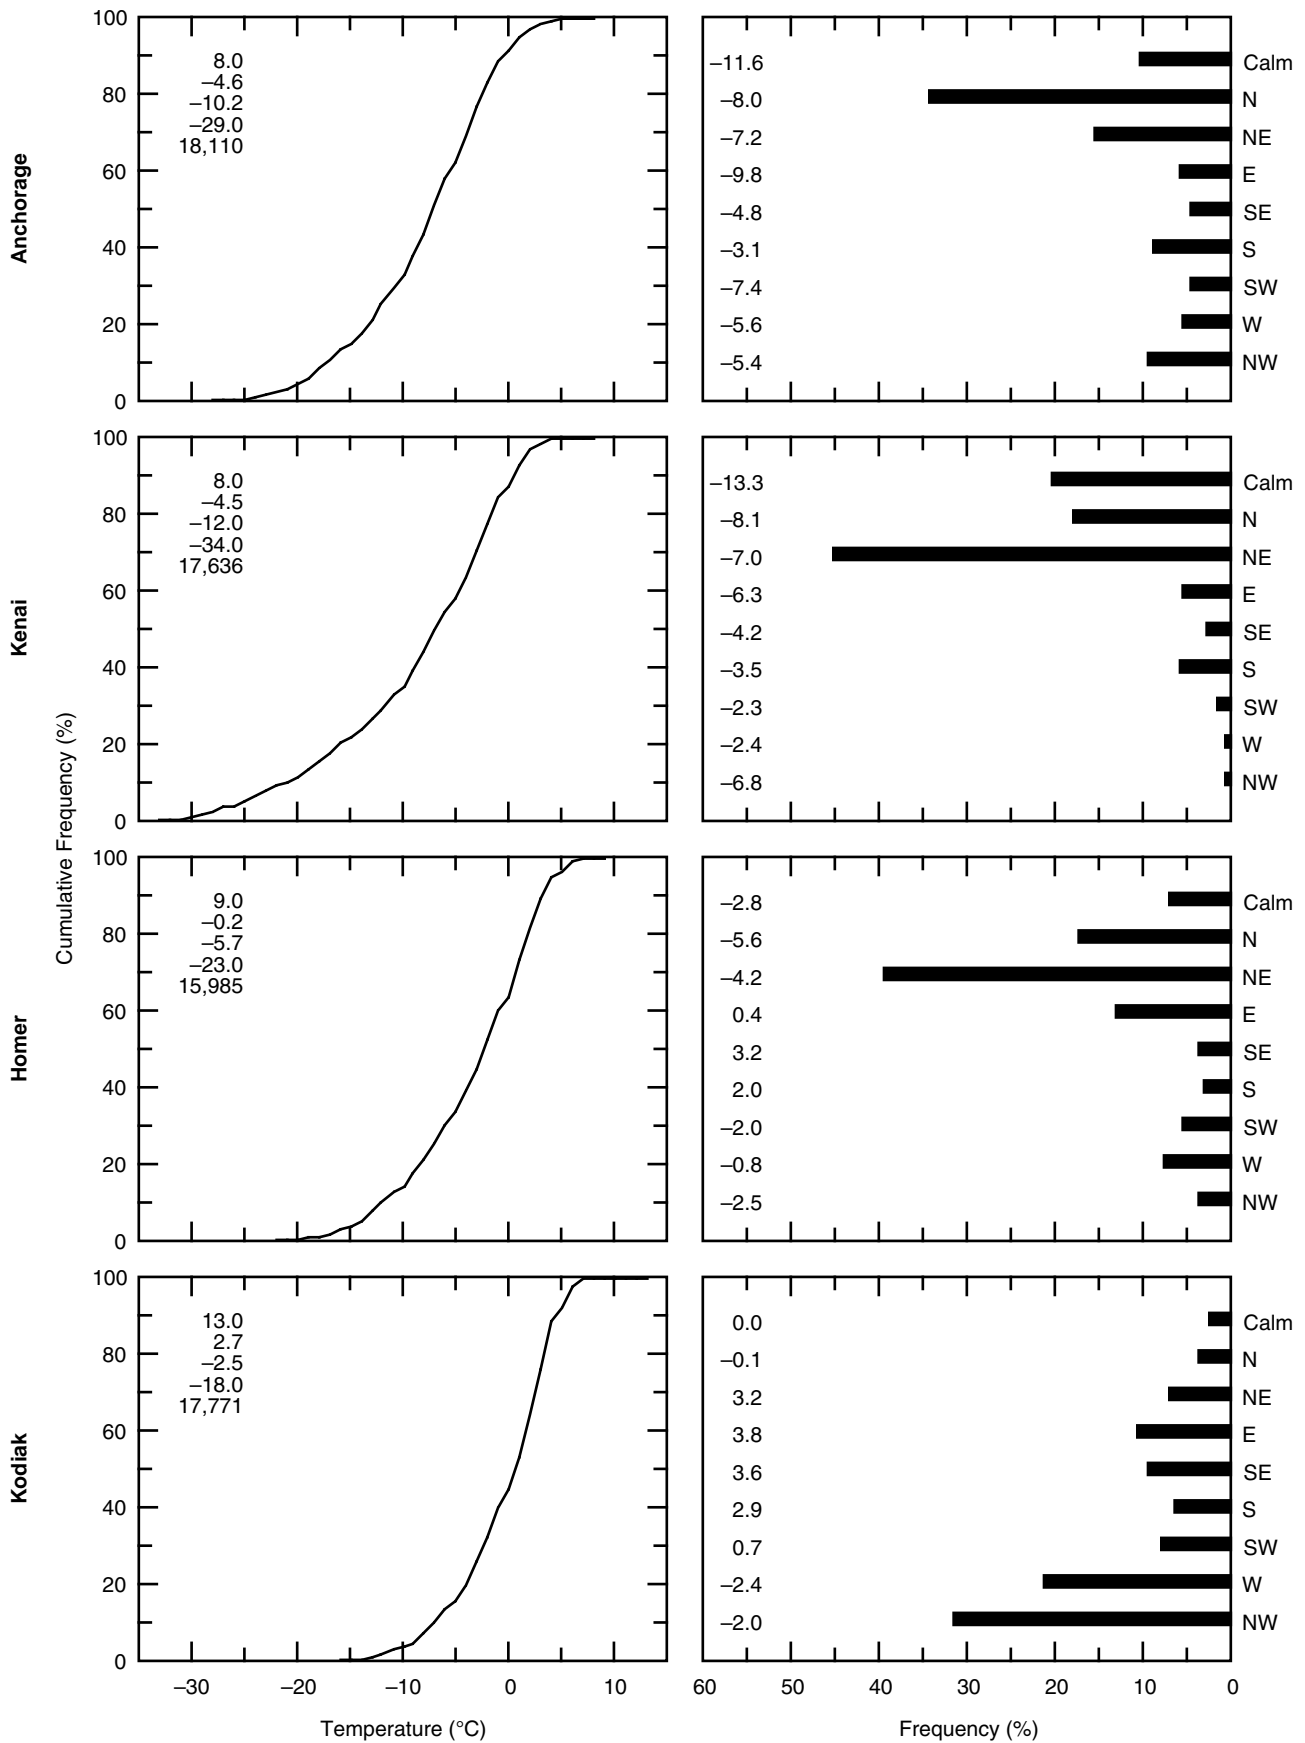 Anchorage
100
80
60
40
20
0
8.0
–4.6
–10.2
–29.0
18,110
–11.6 Calm
–8.0 N
–7.2 NE
–9.8 E
–4.8 SE
–3.1 S
–7.4 SW
–5.6 W
–5.4 NW
Kenai
100
80
60
40
20
0
8.0
–4.5
–12.0
–34.0
17,636
–13.3 Calm
–8.1 N
–7.0 NE
–6.3 E
–4.2 SE
–3.5 S
–2.3 SW
–2.4 W
–6.8 NW
Cumulative Frequency (%)
Homer
100
80
60
40
20
0
9.0
–0.2
–5.7
–23.0
15,985
–2.8 Calm
–5.6 N
–4.2 NE
0.4 E
3.2 SE
2.0 S
–2.0 SW
–0.8 W
–2.5 NW
Kodiak
100
80
60
40
20
0
13.0
2.7
–2.5
–18.0
17,771
0.0 Calm
–0.1 N
3.2 NE
3.8 E
3.6 SE
2.9 S
0.7 SW
–2.4 W
–2.0 NW
–30 –20 –10 0 10
Temperature (°C)
60 50 40 30 20 10 0
Frequency (%)